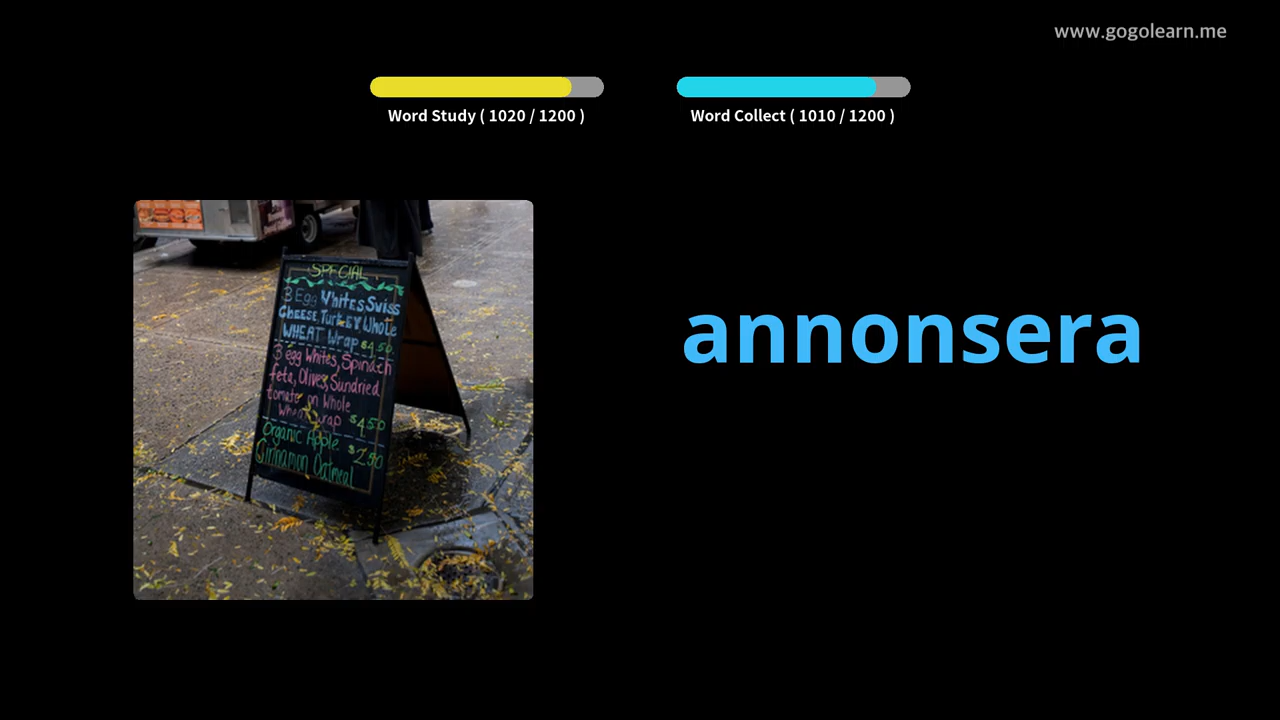 www.gogolearn.me
Word Study ( 1020 / 1200 )
Word Collect ( 1010 / 1200 )
annonsera
SPECIAL
3 Egg Whites, Swiss
Cheese, Turkey Whole
WHEAT Wrap $4.50
3 egg Whites, Spinach
feta, Olives, Sundried
tomato on Whole
Wheat Wrap $4.50
Organic Apple
Cinnamon Oatmeal $2.50